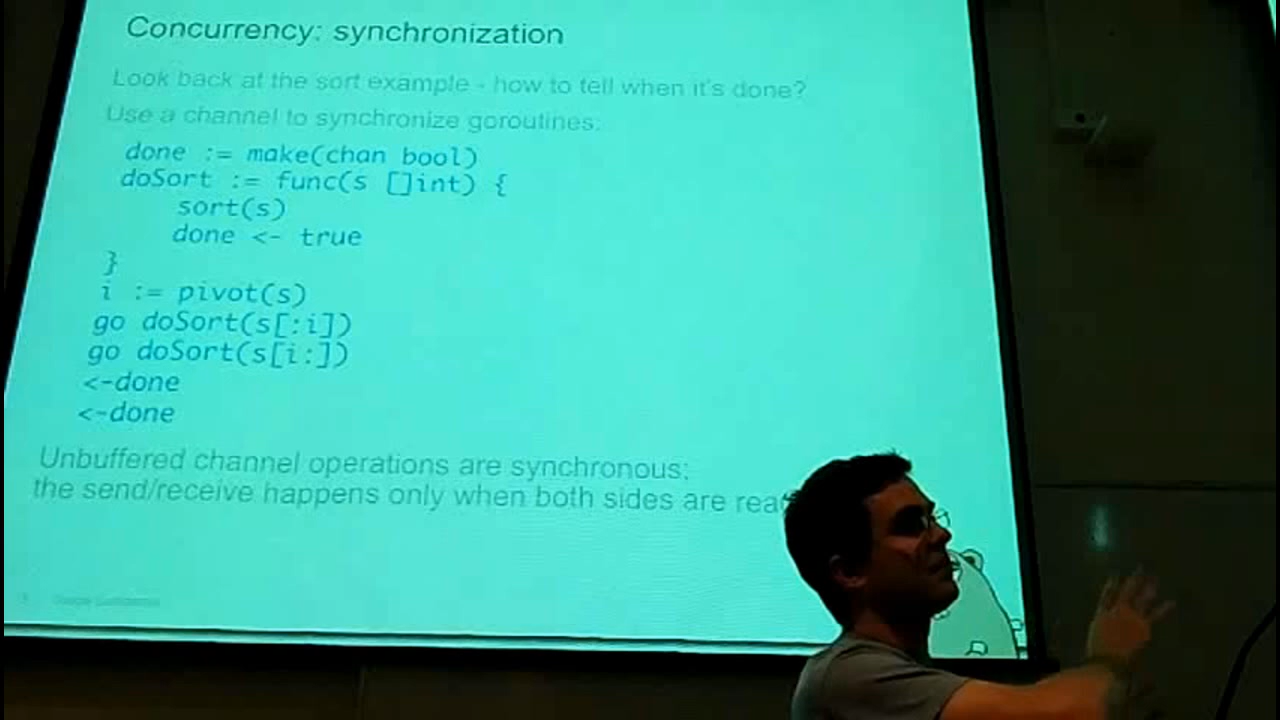 Concurrency: synchronization
Look back at the sort example - how to tell when it's done?
Use a channel to synchronize goroutines:
done := make(chan bool)
doSort := func(s []int) {
sort(s)
done <- true
}
i := pivot(s)
go doSort(s[:i])
go doSort(s[i:])
<-done
<-done
Unbuffered channel operations are synchronous;
the send/receive happens only when both sides are